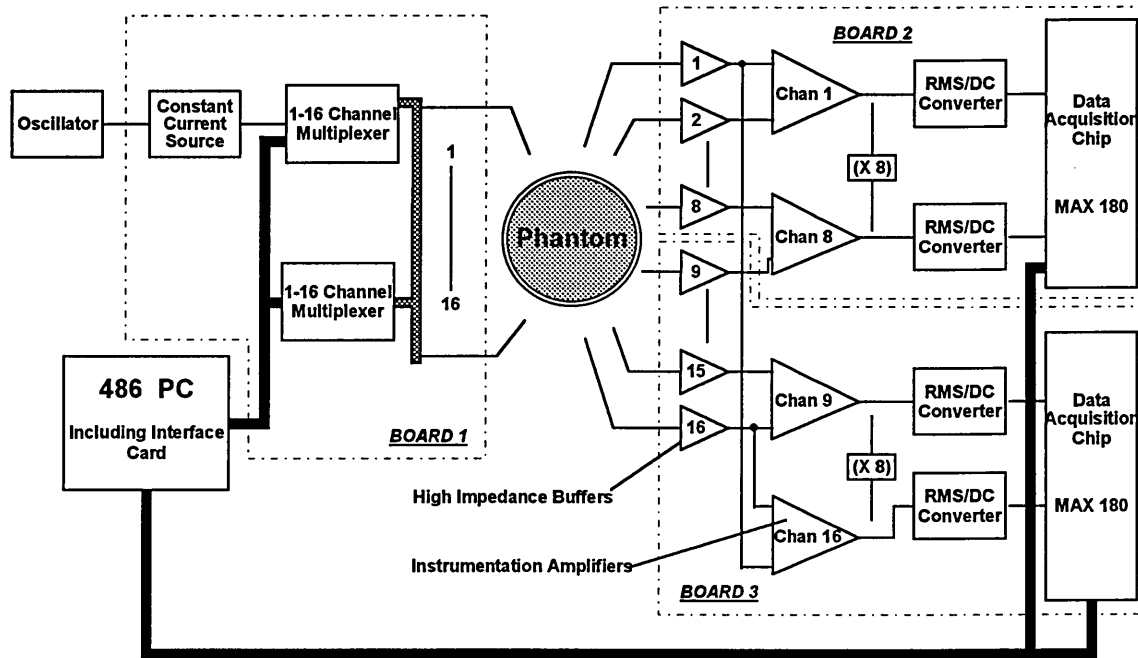 Oscillator
Constant
Current
Source
1-16 Channel
Multiplexer
1
16
1-16 Channel
Multiplexer
486 PC
Including Interface
Card
BOARD 1
Phantom
BOARD 2
1
2
8
9
15
16
Chan 1
(X 8)
Chan 8
RMS/DC
Converter
RMS/DC
Converter
Data
Acquisition
Chip
MAX 180
Chan 9
(X 8)
Chan 16
RMS/DC
Converter
RMS/DC
Converter
Data
Acquisition
Chip
MAX 180
High Impedance Buffers
Instrumentation Amplifiers
BOARD 3